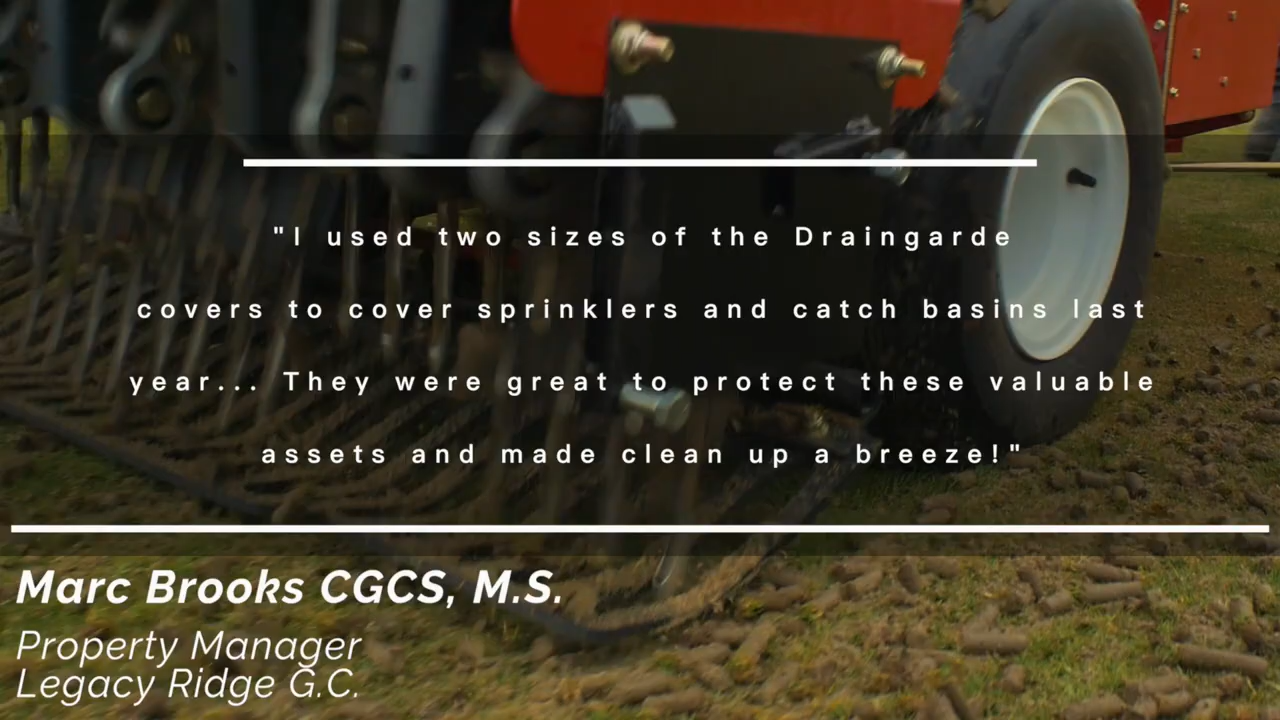 "I used two sizes of the Draingarde
covers to cover sprinklers and catch basins last
year... They were great to protect these valuable
assets and made clean up a breeze!"
Marc Brooks CGCS, M.S.
Property Manager
Legacy Ridge G.C.